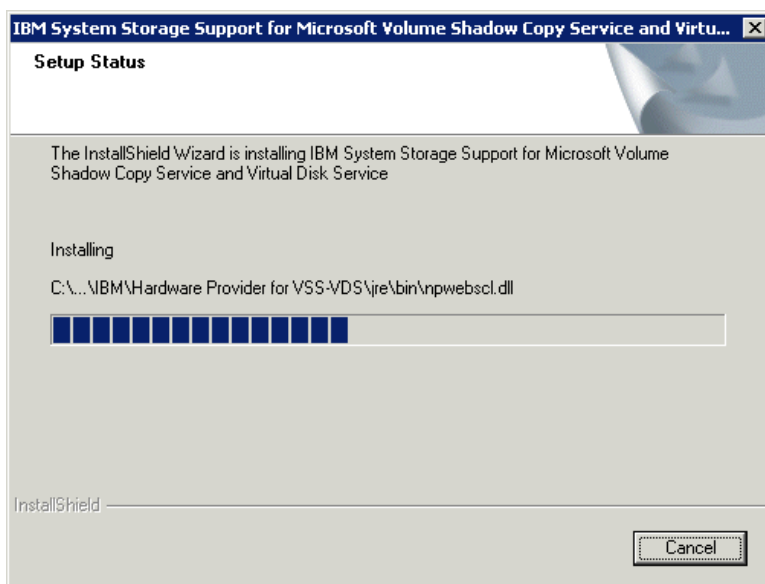 IBM System Storage Support for Microsoft Volume Shadow Copy Service and Virtu...
Setup Status
The InstallShield Wizard is installing IBM System Storage Support for Microsoft Volume
Shadow Copy Service and Virtual Disk Service
Installing
C:\...\IBM\Hardware Provider for VSS-VDS\jre\bin\npwebscl.dll
InstallShield
Cancel